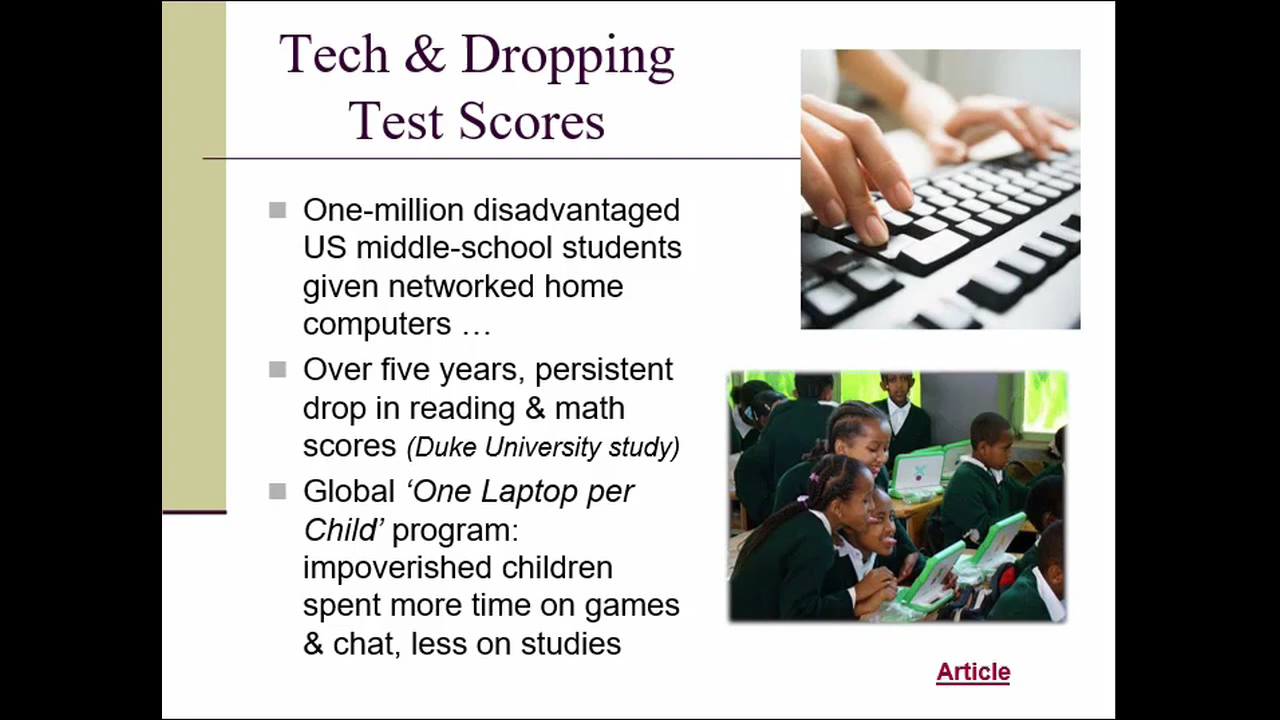 Tech & Dropping
Test Scores
One-million disadvantaged
US middle-school students
given networked home
computers …
Over five years, persistent
drop in reading & math
scores (Duke University study)
Global ‘One Laptop per
Child’ program:
impoverished children
spent more time on games
& chat, less on studies
Article